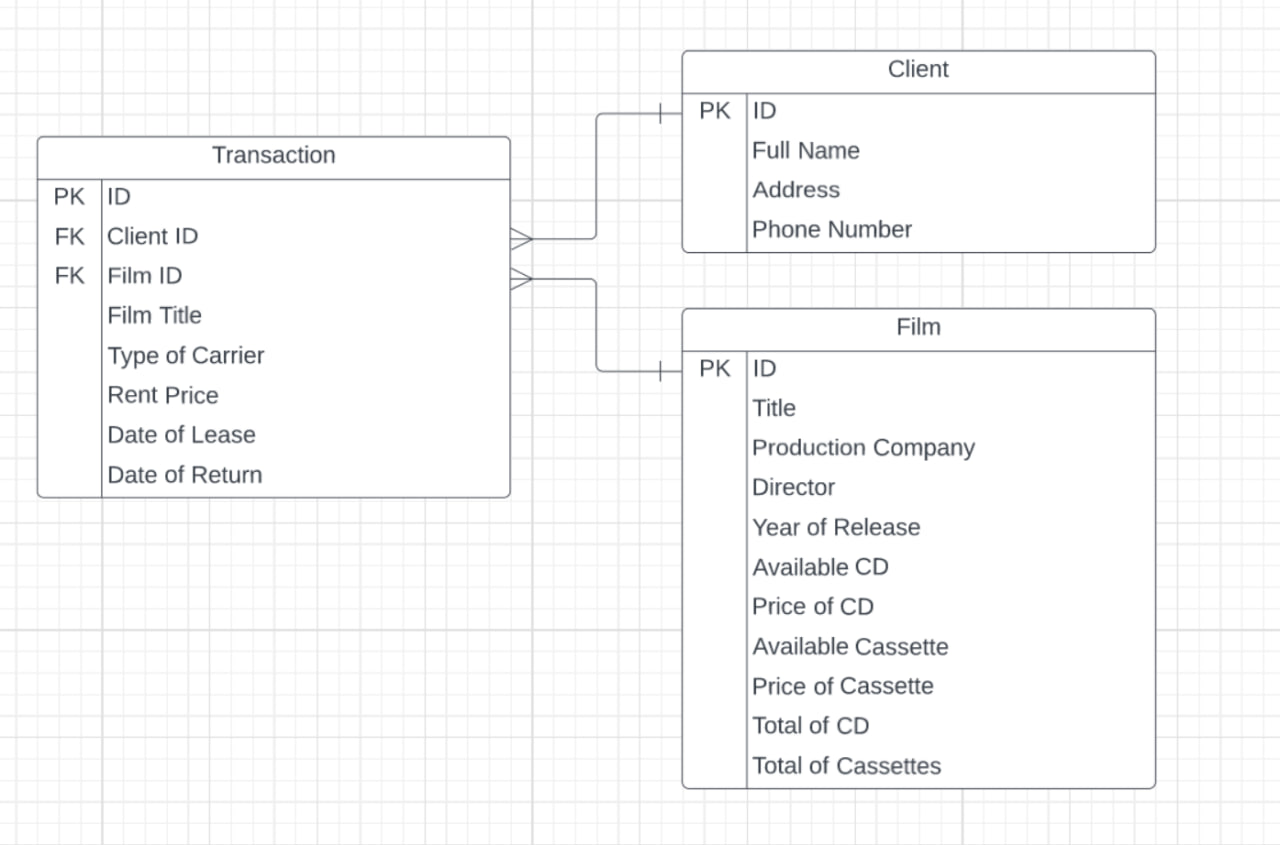 Transaction
PK ID
FK Client ID
FK Film ID
Film Title
Type of Carrier
Rent Price
Date of Lease
Date of Return
Client
PK ID
Full Name
Address
Phone Number
Film
PK ID
Title
Production Company
Director
Year of Release
Available CD
Price of CD
Available Cassette
Price of Cassette
Total of CD
Total of Cassettes